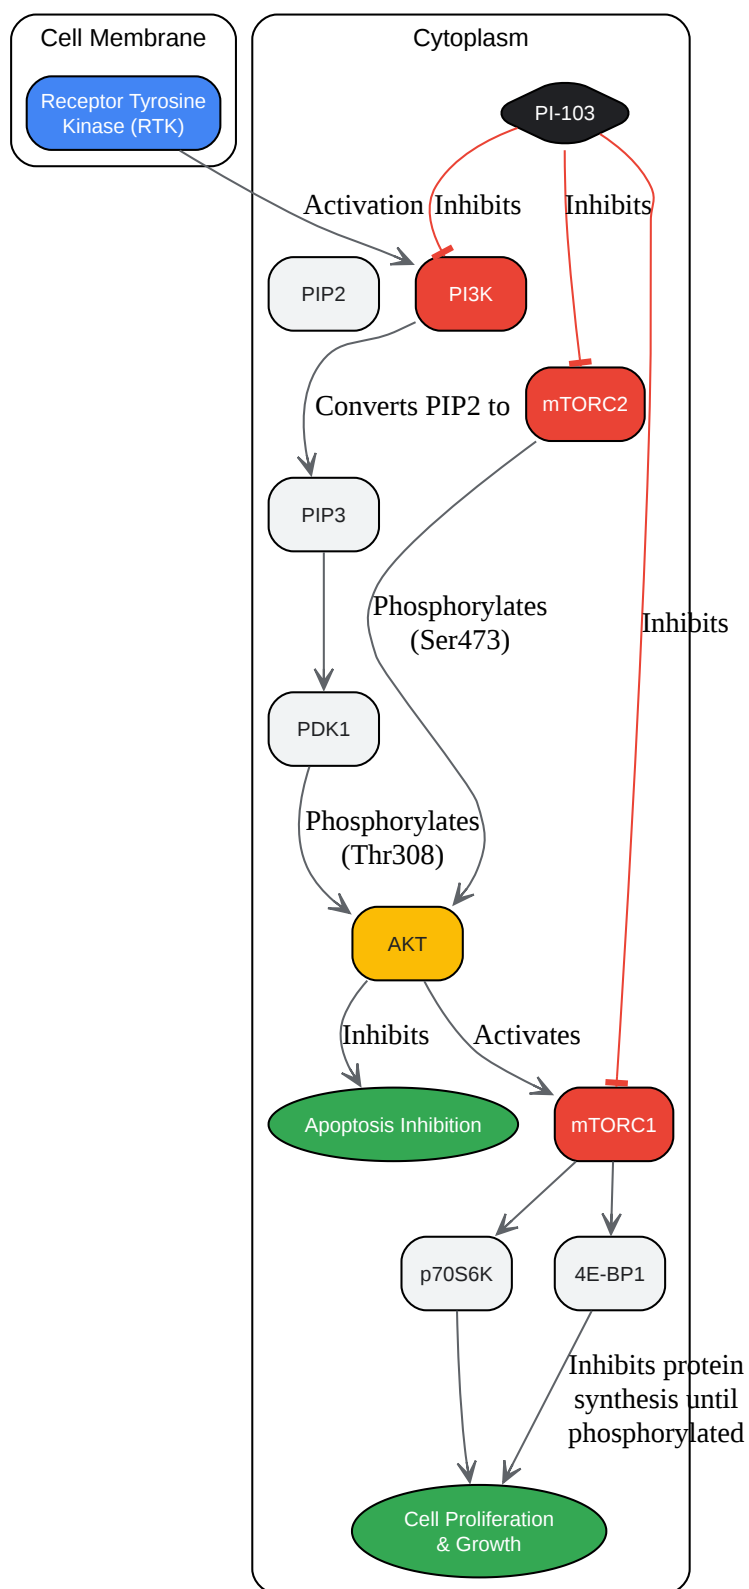 Cell Membrane
Cytoplasm
Receptor Tyrosine
Kinase (RTK)
PI-103
Activation
Inhibits
Inhibits
PIP2
PI3K
Converts PIP2 to
mTORC2
PIP3
Phosphorylates
(Ser473)
Inhibits
PDK1
Phosphorylates
(Thr308)
AKT
Inhibits
Activates
Apoptosis Inhibition
mTORC1
p70S6K
4E-BP1
Inhibits protein
synthesis until
phosphorylated
Cell Proliferation
& Growth